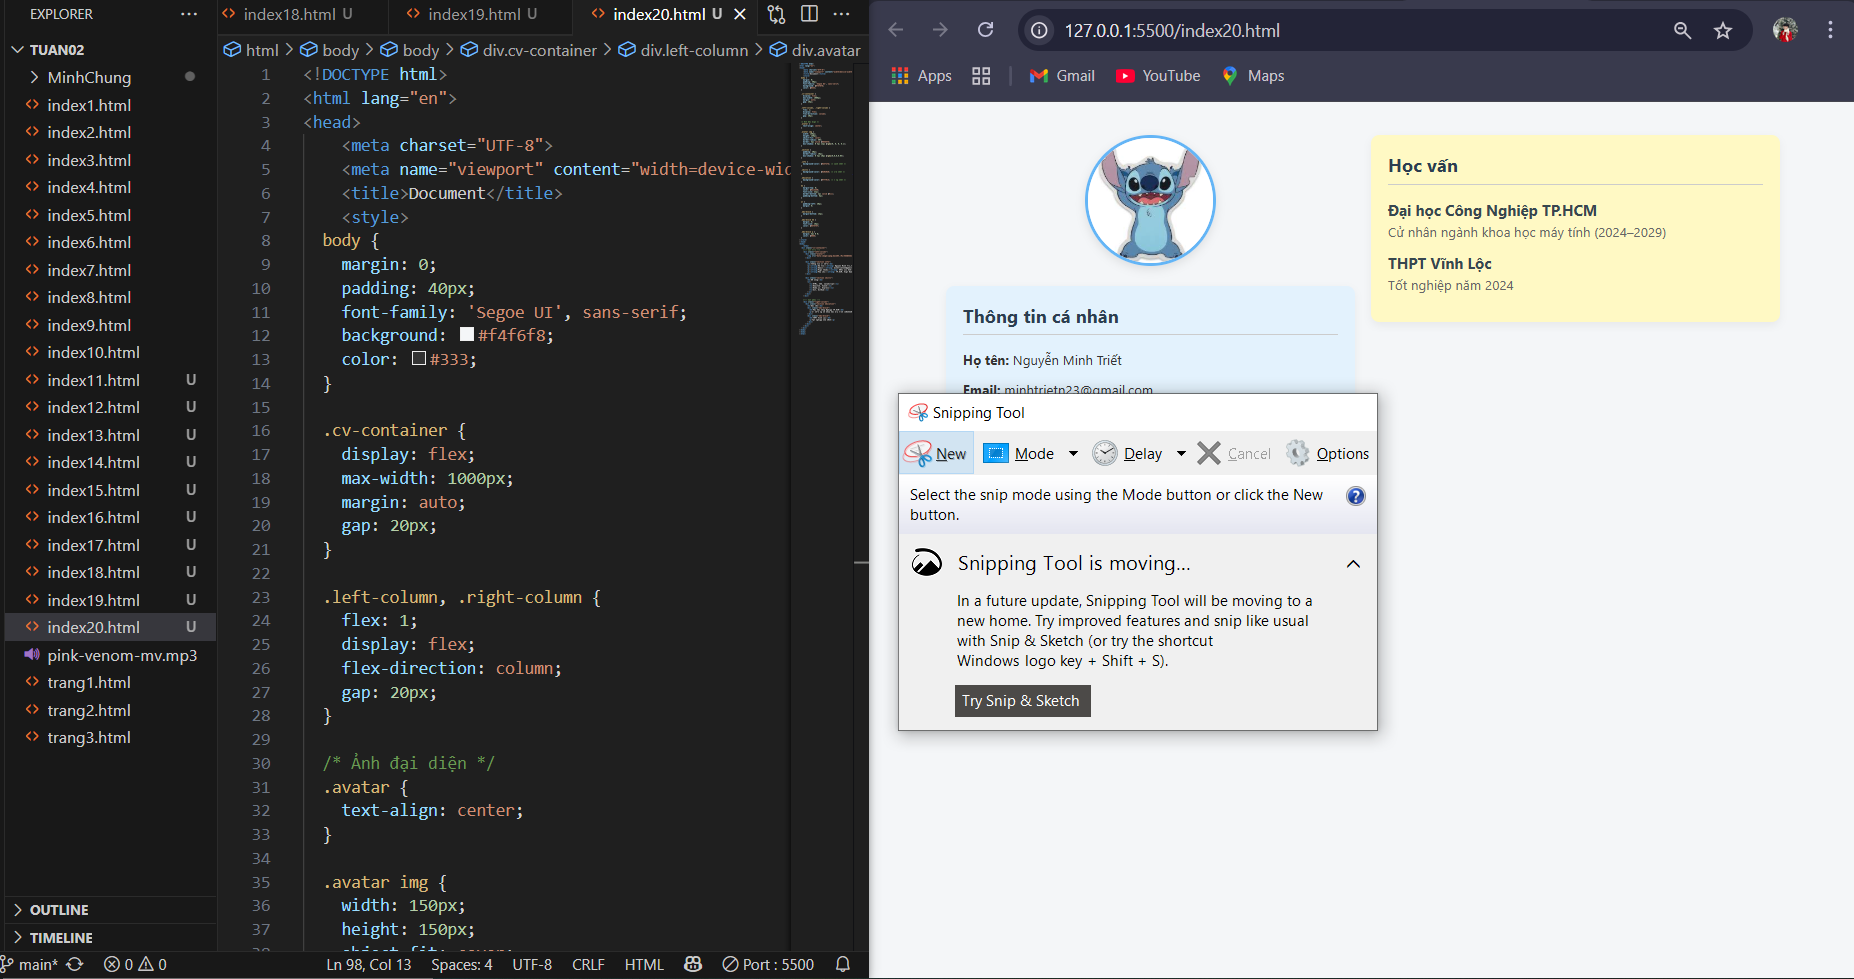 EXPLORER
TUAN02
MinhChung
index1.html
index2.html
index3.html
index4.html
index5.html
index6.html
index7.html
index8.html
index9.html
index10.html
index11.html U
index12.html U
index13.html U
index14.html U
index15.html U
index16.html U
index17.html U
index18.html U
index19.html U
index20.html U
pink-venom-mv.mp3
trang1.html
trang2.html
trang3.html
OUTLINE
TIMELINE
index18.html U
index19.html U
index20.html U
html > body > body > div.cv-container > div.left-column > div.avatar
1 <!DOCTYPE html>
2 <html lang="en">
3 <head>
4 <meta charset="UTF-8">
5 <meta name="viewport" content="width=device-wid
6 <title>Document</title>
7 <style>
8 body {
9 margin: 0;
10 padding: 40px;
11 font-family: 'Segoe UI', sans-serif;
12 background: #f4f6f8;
13 color: #333;
14 }
15
16 .cv-container {
17 display: flex;
18 max-width: 1000px;
19 margin: auto;
20 gap: 20px;
21 }
22
23 .left-column, .right-column {
24 flex: 1;
25 display: flex;
26 flex-direction: column;
27 gap: 20px;
28 }
29
30 /* Ảnh đại diện */
31 .avatar {
32 text-align: center;
33 }
34
35 .avatar img {
36 width: 150px;
37 height: 150px;
main* 0 0 Ln 98, Col 13 Spaces: 4 UTF-8 CRLF HTML Port : 5500
127.0.0.1:5500/index20.html
Apps Gmail YouTube Maps
Thông tin cá nhân
Họ tên: Nguyễn Minh Triết
Email: minhtrietn23@gmail.com
Học vấn
Đại học Công Nghiệp TP.HCM
Cử nhân ngành khoa học máy tính (2024–2029)
THPT Vĩnh Lộc
Tốt nghiệp năm 2024
Snipping Tool
New Mode Delay Cancel Options
Select the snip mode using the Mode button or click the New
button.
Snipping Tool is moving...
In a future update, Snipping Tool will be moving to a
new home. Try improved features and snip like usual
with Snip & Sketch (or try the shortcut
Windows logo key + Shift + S).
Try Snip & Sketch